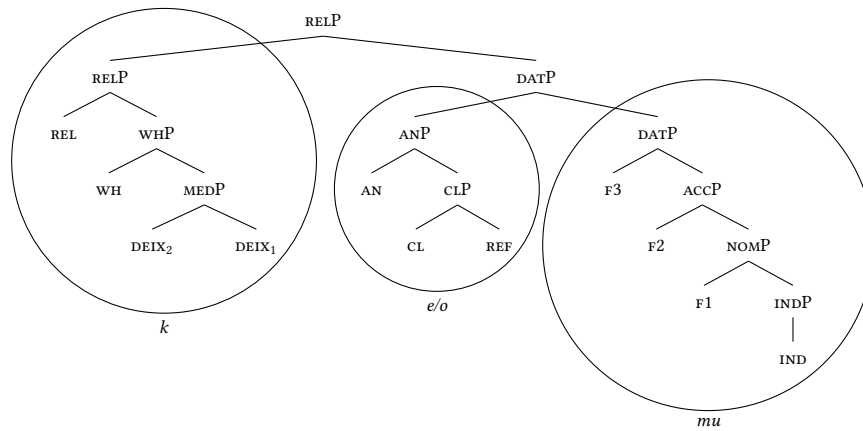 RELP
RELP DATP
REL WHP ANP DATP
WH MEDP AN CLP F3 ACCP
DEIX₂ DEIX₁ CL REF F2 NOMP
F1 INDP
IND
k e/o mu